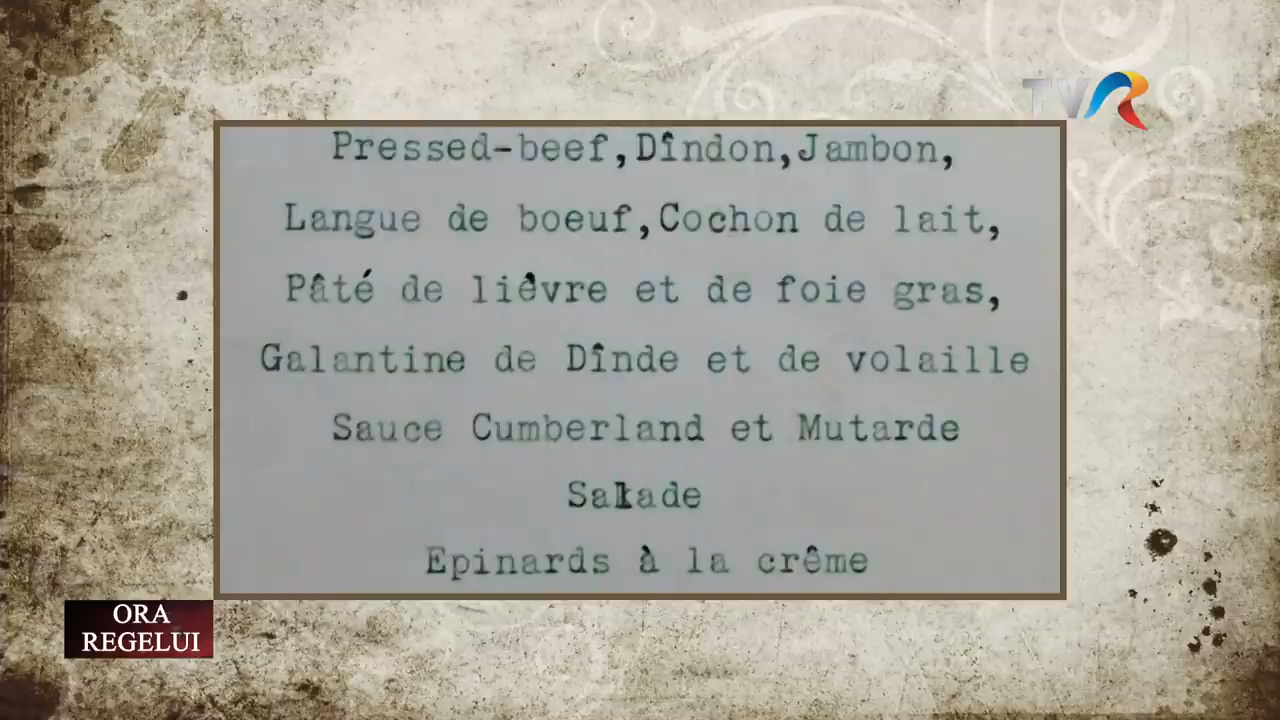 TVR
Pressed-beef,Dîndon,Jambon,
Langue de boeuf,Cochon de lait,
Pâté de lièvre et de foie gras,
Galantine de Dînde et de volaille
Sauce Cumberland et Mutarde
Salade
Epinards à la crême
ORA
REGELUI